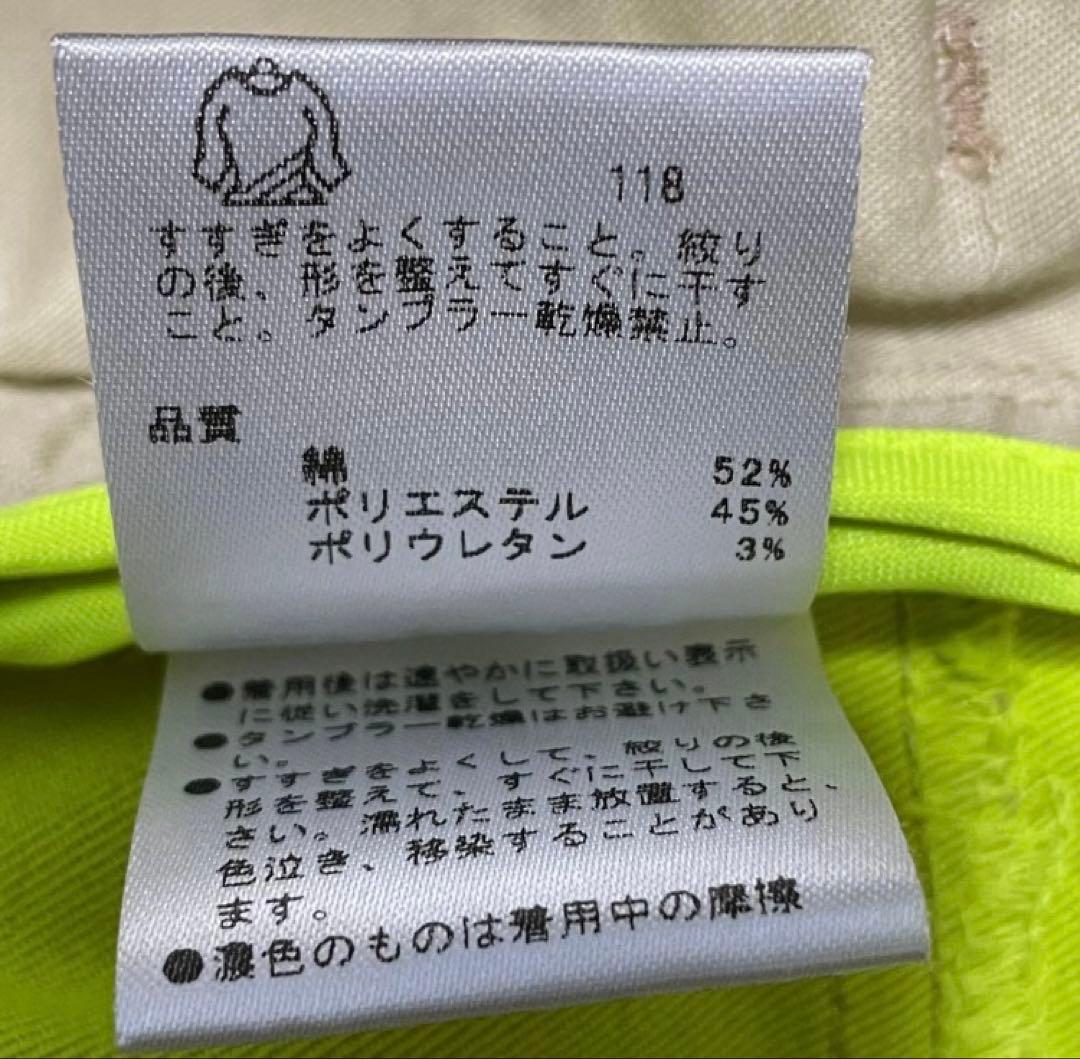 118
すすぎをよくすること。絞り
の後、形を整えてすぐに干す
こと。タンブラー乾燥禁止。
品質
綿 52%
ポリエステル 45%
ポリウレタン 3%
●着用後は速やかに取扱い表示
に従い洗濯をして下さい。
●タンブラー乾燥はお避け下さ
い。
●すすぎをよくして、絞りの後
形を整えて、すぐに干して下
さい。濡れたまま放置すると、
色泣き、移染することがあり
ます。
●濃色のものは着用中の摩擦